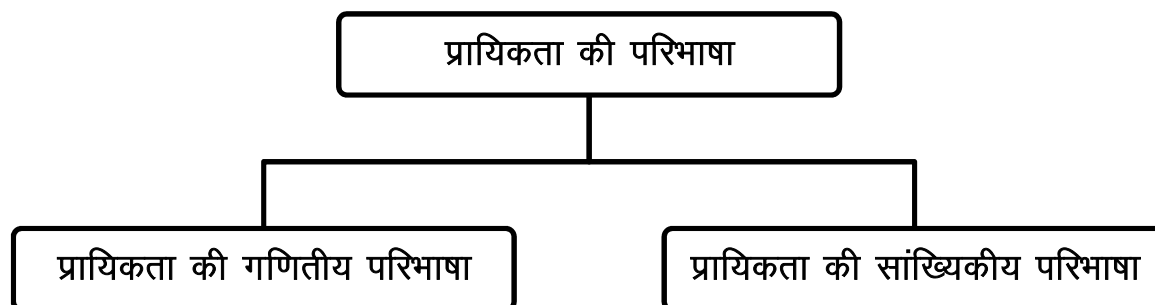 प्रायिकता की परिभाषा
प्रायिकता की गणितीय परिभाषा
प्रायिकता की सांख्यिकीय परिभाषा